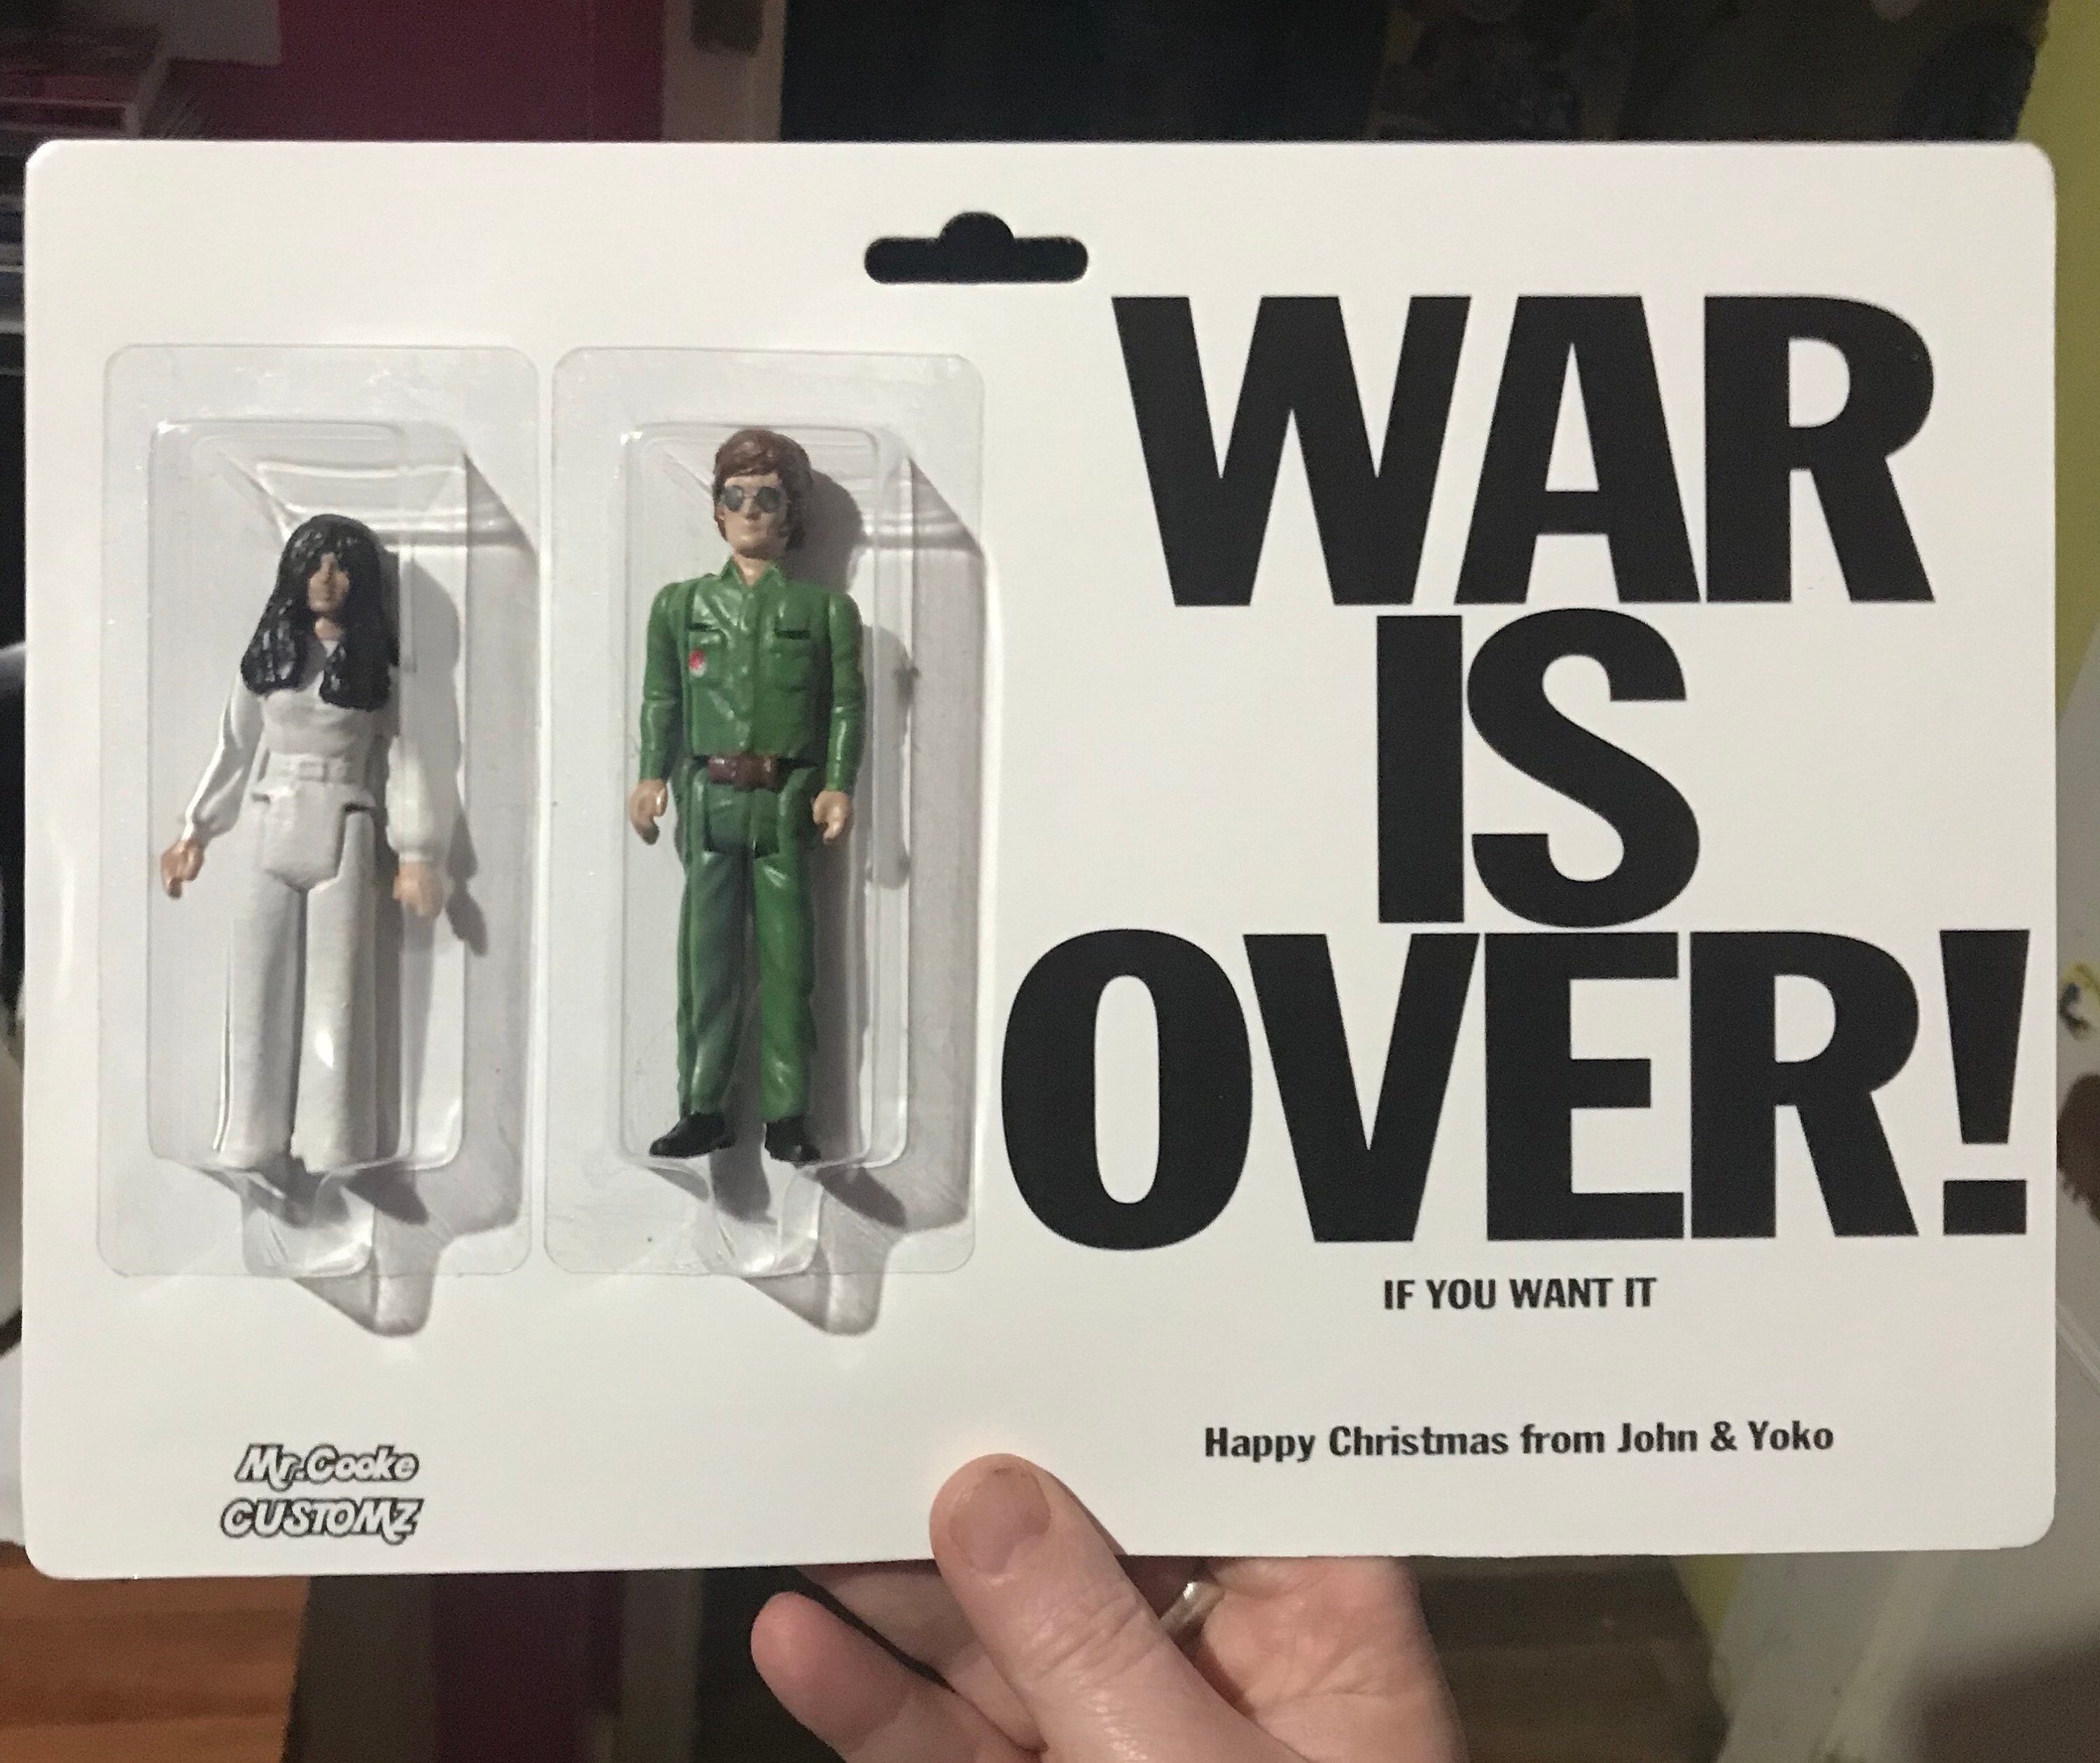 WAR
IS
OVER!
IF YOU WANT IT
Happy Christmas from John & Yoko
Mr.Cooke
CUSTOMZ